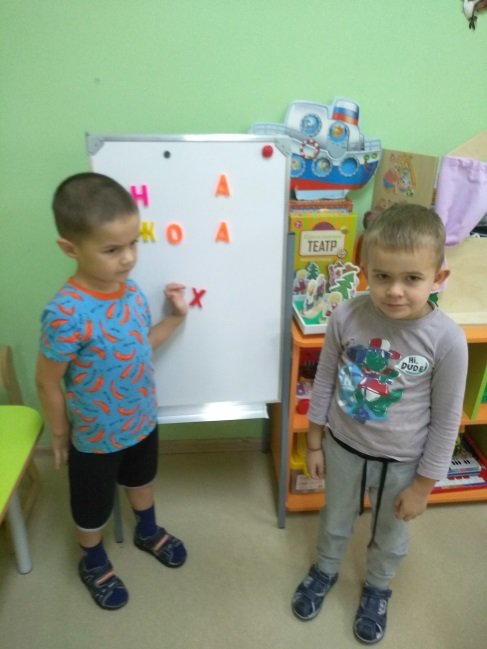 Н А
Ж О А
Х
ТЕАТР
Hi,
DUDE